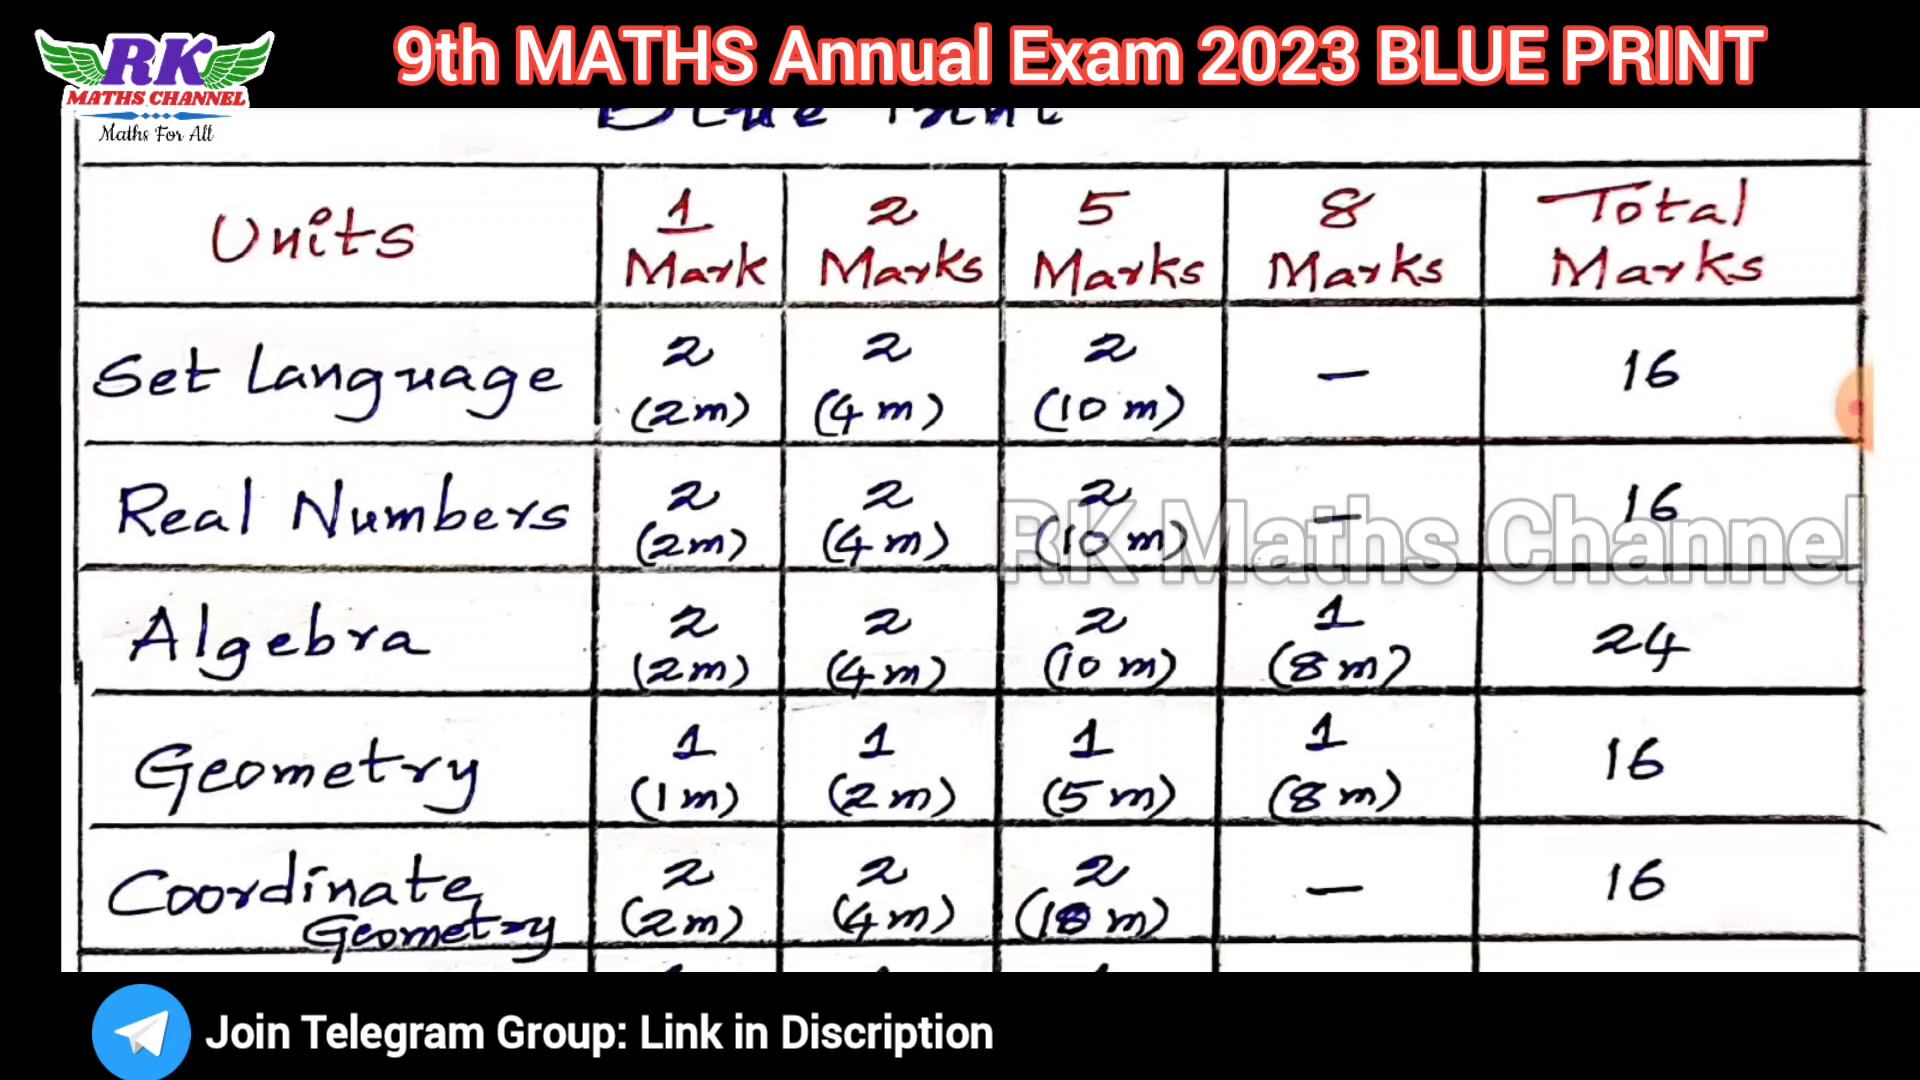 RK
MATHS CHANNEL
Maths For All
9th MATHS Annual Exam 2023 BLUE PRINT
Blue Print
Units 1 Mark 2 Marks 5 Marks 8 Marks Total Marks
Set Language 2 (2m) 2 (4m) 2 (10m) – 16
Real Numbers 2 (2m) 2 (4m) 2 (10m) – 16
RK Maths Channel
Algebra 2 (2m) 2 (4m) 2 (10m) 1 (8m) 24
Geometry 1 (1m) 1 (2m) 1 (5m) 1 (8m) 16
Coordinate Geometry 2 (2m) 2 (4m) 2 (10m) – 16
Join Telegram Group: Link in Discription